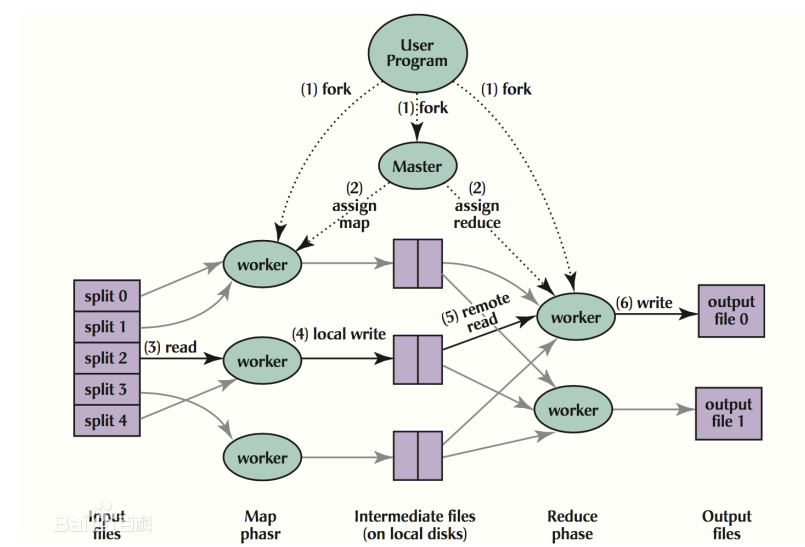 User
Program
(1) fork
(1) fork
(1) fork
Master
(2)
assign
map
(2)
assign
reduce
worker
split 0
split 1
split 2
split 3
split 4
(3) read
worker
(4) local write
(5) remote
read
worker
(6) write
output
file 0
worker
output
file 1
worker
Input
files
Map
phasr
Intermediate files
(on local disks)
Reduce
phase
Output
files
Bai百科